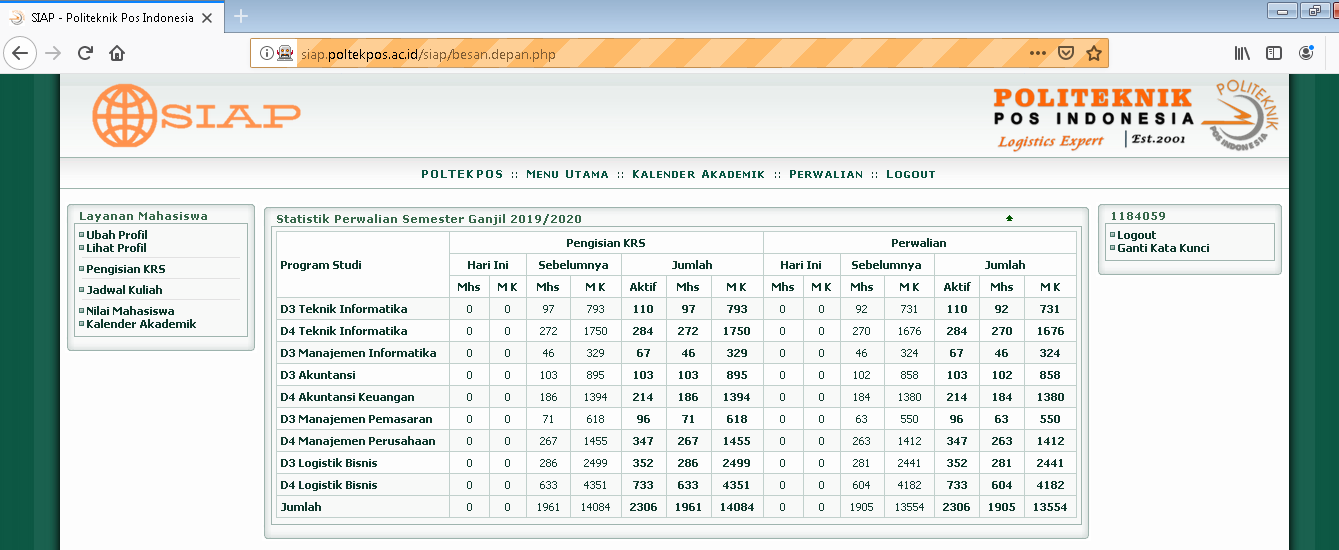 SIAP - Politeknik Pos Indonesia
siap.poltekpos.ac.id/siap/besan.depan.php
SIAP
POLITEKNIK
POS INDONESIA
Logistics Expert | Est.2001
POLITEKNIK
POS INDONESIA
POLTEKPOS :: MENU UTAMA :: KALENDER AKADEMIK :: PERWALIAN :: LOGOUT
Layanan Mahasiswa
Ubah Profil
Lihat Profil
Pengisian KRS
Jadwal Kuliah
Nilai Mahasiswa
Kalender Akademik
Statistik Perwalian Semester Ganjil 2019/2020
Program Studi Pengisian KRS Perwalian
Hari Ini Sebelumnya Jumlah Hari Ini Sebelumnya Jumlah
Mhs M K Mhs M K Aktif Mhs M K Mhs M K Mhs M K Aktif Mhs M K
D3 Teknik Informatika 0 0 97 793 110 97 793 0 0 92 731 110 92 731
D4 Teknik Informatika 0 0 272 1750 284 272 1750 0 0 270 1676 284 270 1676
D3 Manajemen Informatika 0 0 46 329 67 46 329 0 0 46 324 67 46 324
D3 Akuntansi 0 0 103 895 103 103 895 0 0 102 858 103 102 858
D4 Akuntansi Keuangan 0 0 186 1394 214 186 1394 0 0 184 1380 214 184 1380
D3 Manajemen Pemasaran 0 0 71 618 96 71 618 0 0 63 550 96 63 550
D4 Manajemen Perusahaan 0 0 267 1455 347 267 1455 0 0 263 1412 347 263 1412
D3 Logistik Bisnis 0 0 286 2499 352 286 2499 0 0 281 2441 352 281 2441
D4 Logistik Bisnis 0 0 633 4351 733 633 4351 0 0 604 4182 733 604 4182
Jumlah 0 0 1961 14084 2306 1961 14084 0 0 1905 13554 2306 1905 13554
1184059
Logout
Ganti Kata Kunci